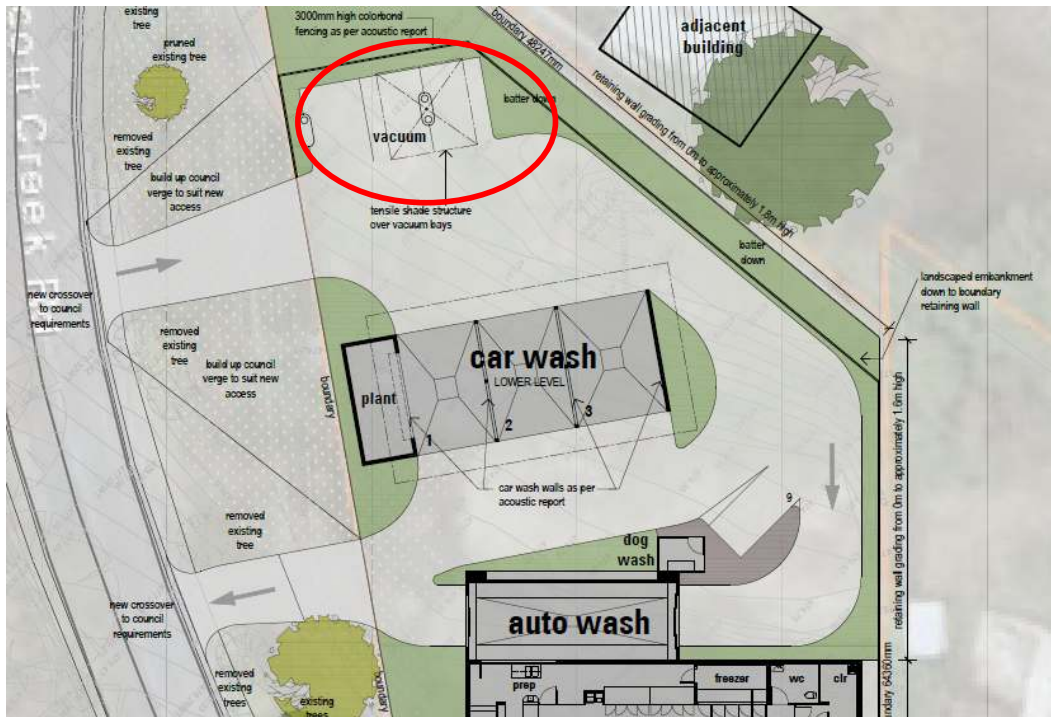 existing
tree
pruned
existing tree
3000mm high colorbond
fencing as per acoustic report
boundary 48247mm
adjacent
building
retaining wall grading from 0m to approximately 1.8m high
batter down
vacuum
removed
existing
tree
build up council
verge to suit new
access
tensile shade structure
over vacuum bays
batter
down
landscaped embankment
down to boundary
retaining wall
new crossover
to council
requirements
removed
existing
tree
build up council
verge to suit new
access
boundary
plant
car wash
LOWER LEVEL
1
2
3
car wash walls as per
acoustic report
retaining wall grading from 0m to approximately 1.6m high
9
removed
existing
tree
dog
wash
new crossover
to council
requirements
auto wash
removed
existing
trees
existing
trees
boundary
prep
freezer
wc
clr
64360mm
ott Creek